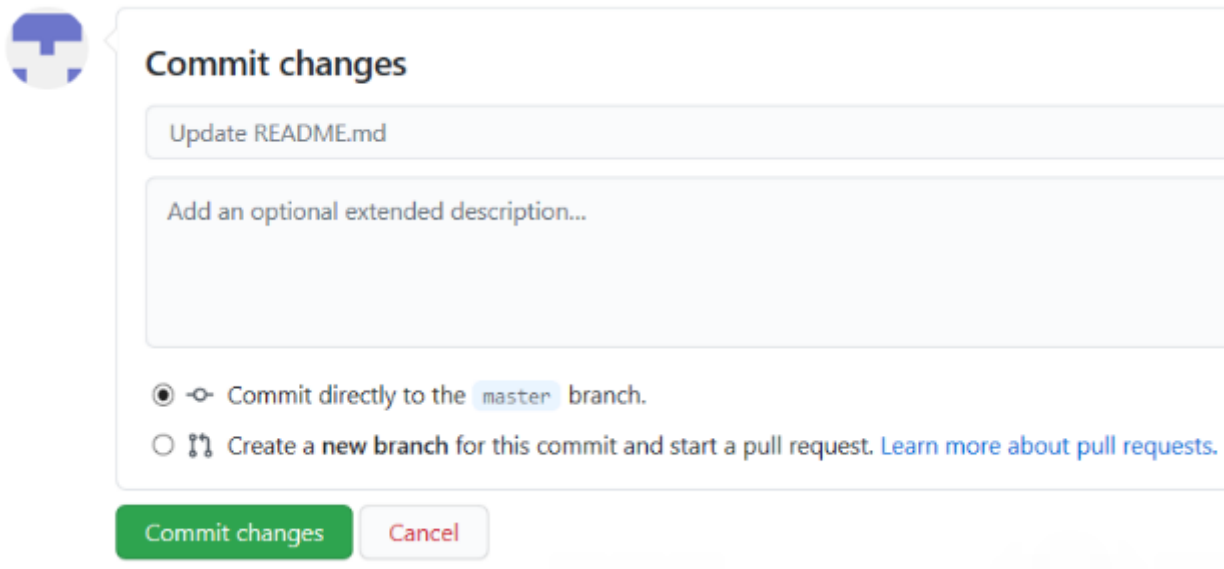 Commit changes
Update README.md
Add an optional extended description...
Commit directly to the master branch.
Create a new branch for this commit and start a pull request. Learn more about pull requests.
Commit changes Cancel